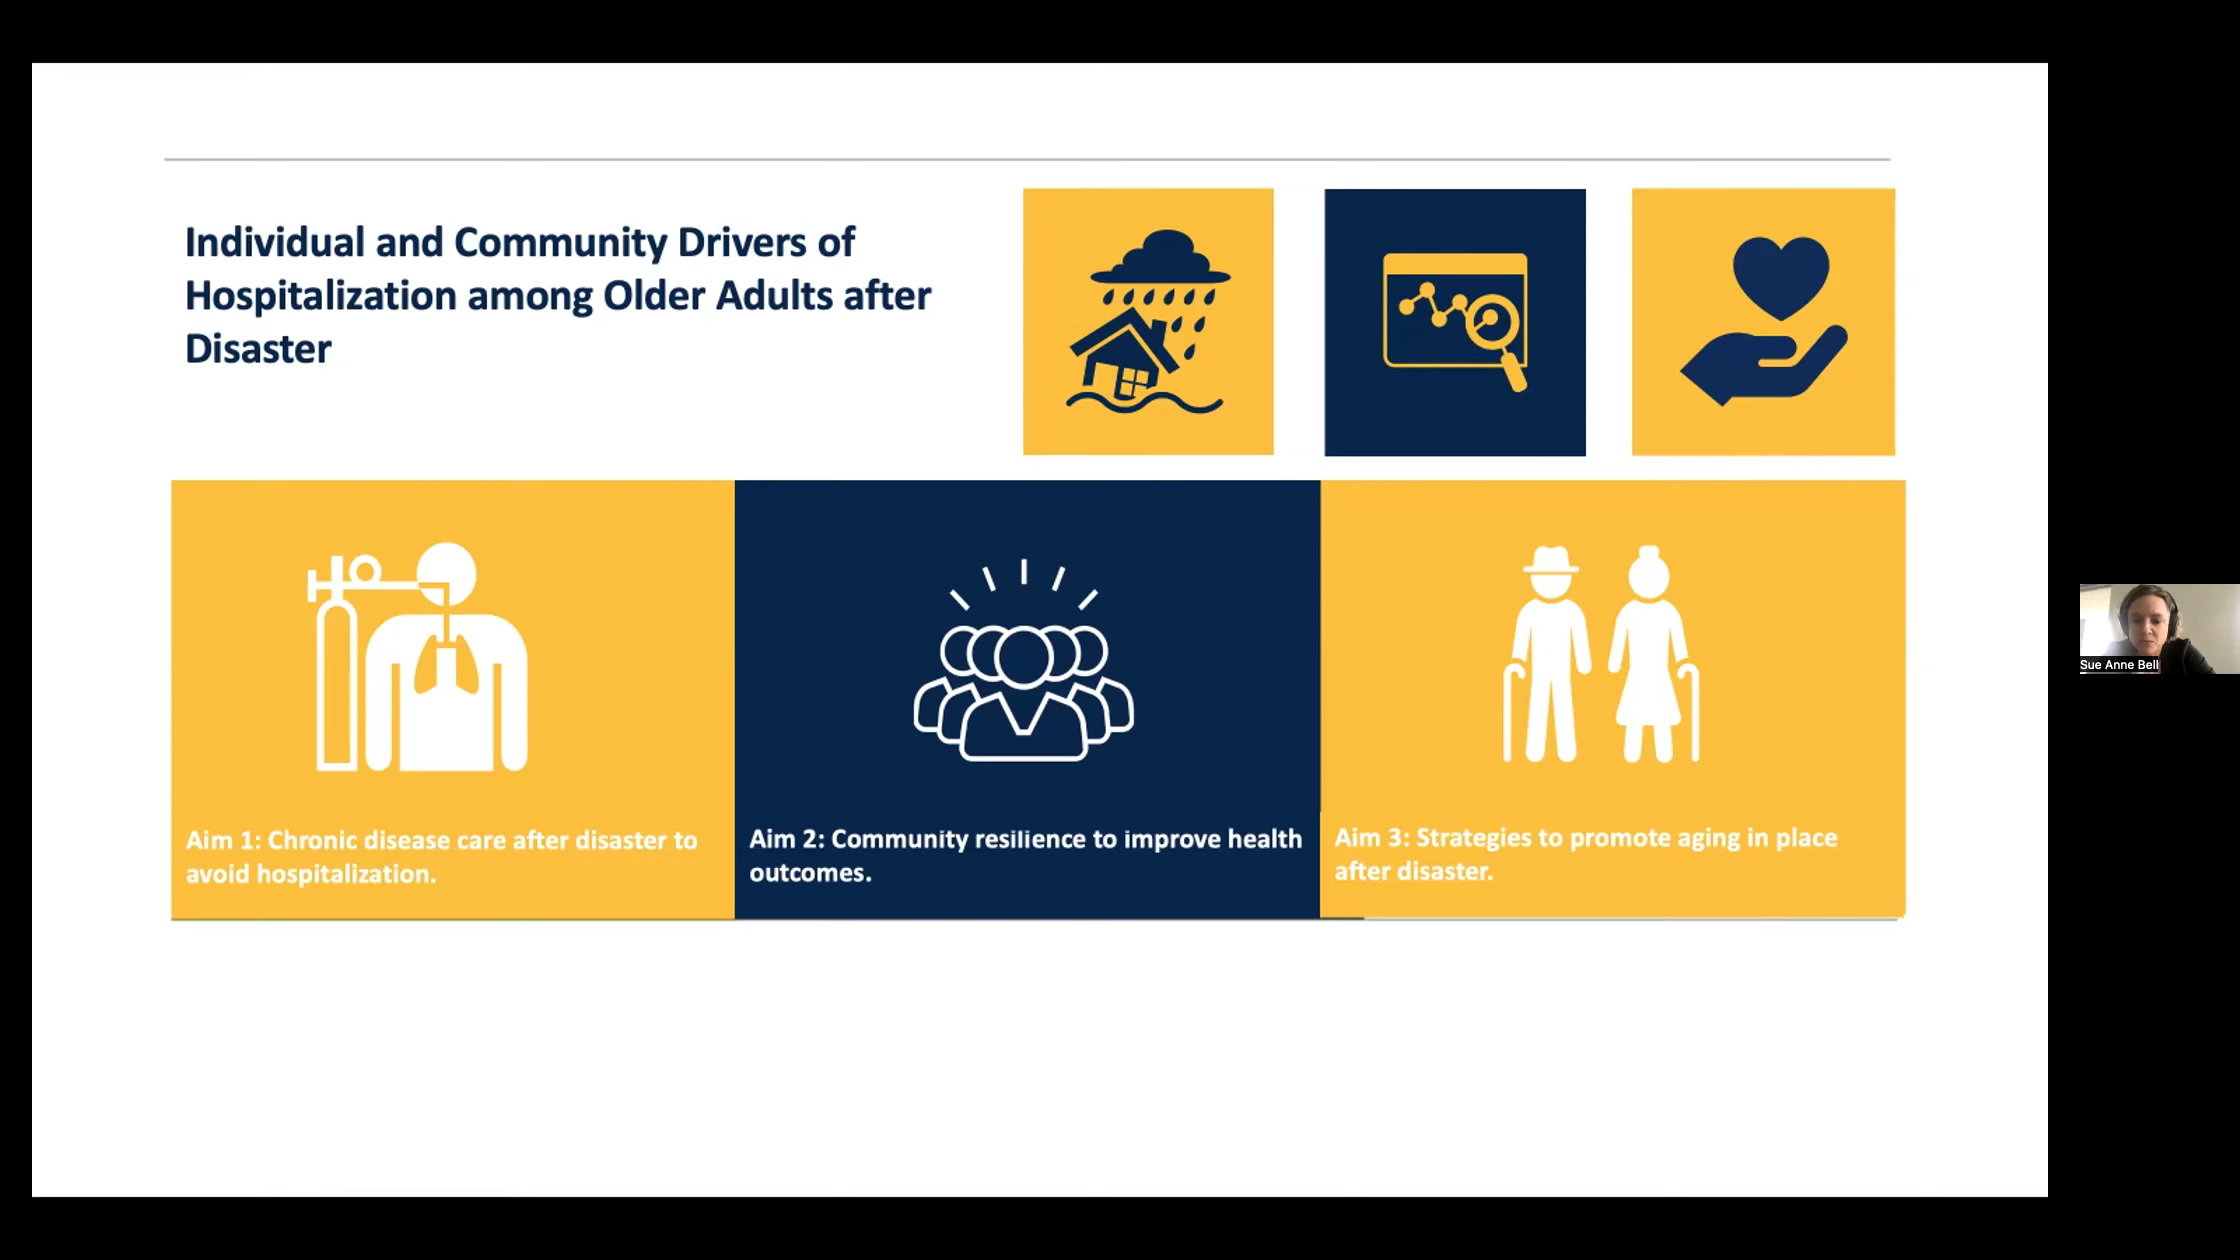 Individual and Community Drivers of
Hospitalization among Older Adults after
Disaster
Aim 1: Chronic disease care after disaster to
avoid hospitalization.
Aim 2: Community resilience to improve health
outcomes.
Aim 3: Strategies to promote aging in place
after disaster.
Sue Anne Bell